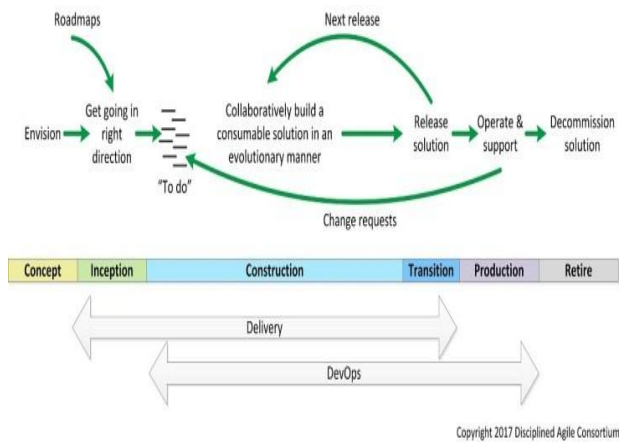 Roadmaps
Next release
Envision
Get going in
right
direction
"To do"
Collaboratively build a
consumable solution in an
evolutionary manner
Release
solution
Operate &
support
Decommission
solution
Change requests
Concept
Inception
Construction
Transition
Production
Retire
Delivery
DevOps
Copyright 2017 Disciplined Agile Consortium